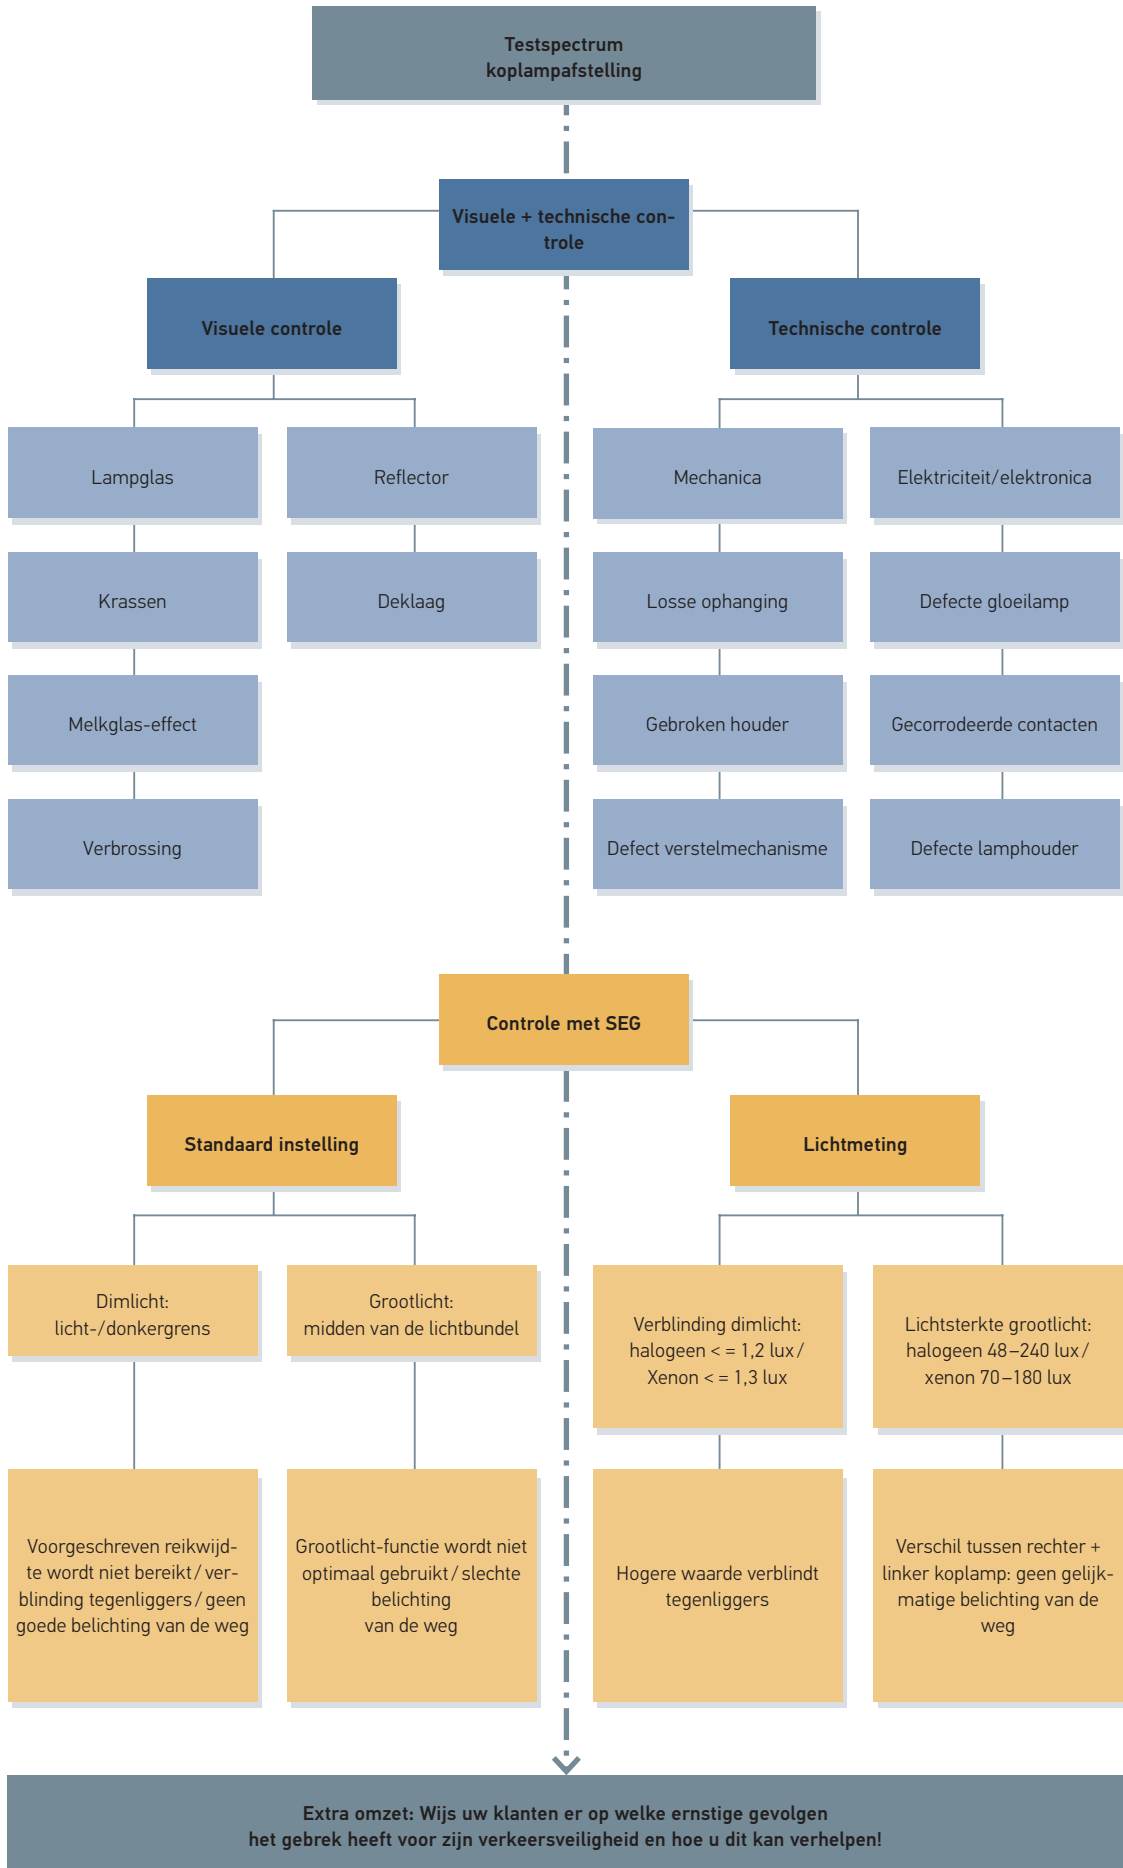 Testspectrum
koplampafstelling
Visuele + technische con-
trole
Visuele controle
Technische controle
Lampglas
Reflector
Mechanica
Elektriciteit/elektronica
Krassen
Deklaag
Losse ophanging
Defecte gloeilamp
Melkglas-effect
Gebroken houder
Gecorrodeerde contacten
Verbrossing
Defect verstelmechanisme
Defecte lamphouder
Controle met SEG
Standaard instelling
Lichtmeting
Dimlicht:
licht-/donkergrens
Grootlicht:
midden van de lichtbundel
Verblinding dimlicht:
halogeen < = 1,2 lux /
Xenon < = 1,3 lux
Lichtsterkte grootlicht:
halogeen 48–240 lux /
xenon 70–180 lux
Voorgeschreven reikwijd-
te wordt niet bereikt / ver-
blinding tegenliggers / geen
goede belichting van de weg
Grootlicht-functie wordt niet
optimaal gebruikt / slechte
belichting
van de weg
Hogere waarde verblindt
tegenliggers
Verschil tussen rechter +
linker koplamp: geen gelijk-
matige belichting van de
weg
Extra omzet: Wijs uw klanten er op welke ernstige gevolgen
het gebrek heeft voor zijn verkeersveiligheid en hoe u dit kan verhelpen!